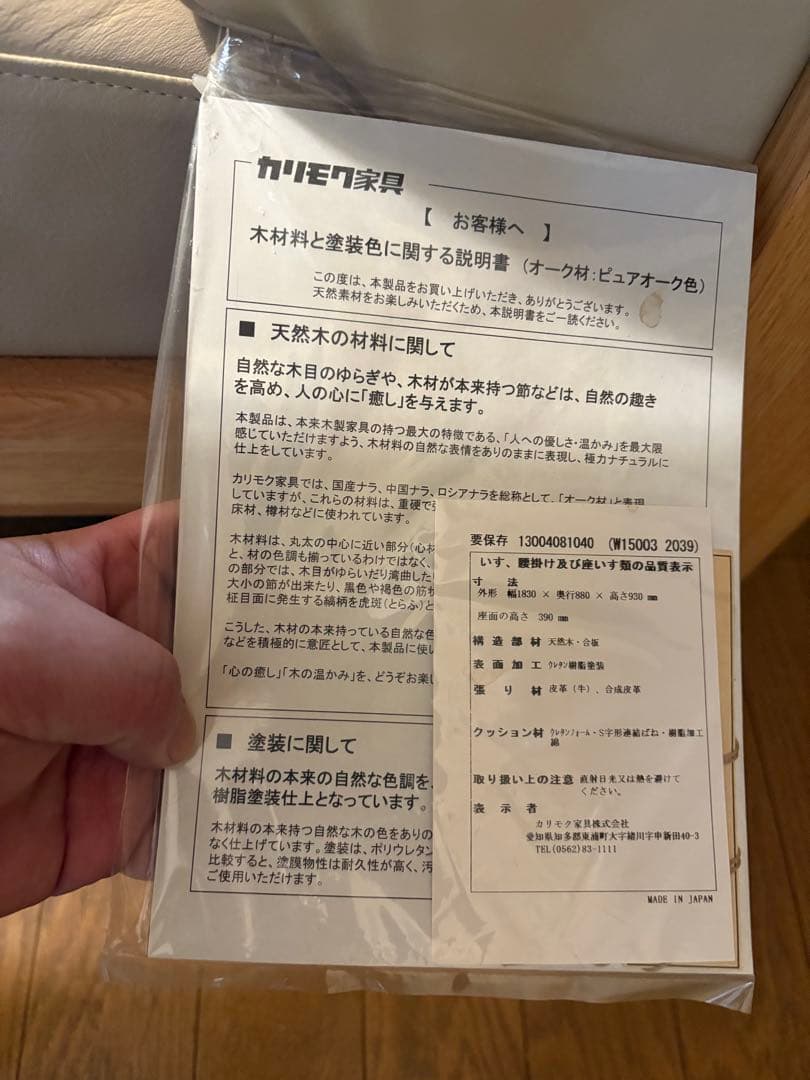 カリモク家具
【 お客様へ 】
木材料と塗装色に関する説明書 (オーク材:ピュアオーク色)
この度は、本製品をお買い上げいただき、ありがとうございます。
天然素材をお楽しみいただくため、本説明書をご一読ください。
■ 天然木の材料に関して
自然な木目のゆらぎや、木材が本来持つ節などは、自然の趣き
を高め、人の心に「癒し」を与えます。
本製品は、本来木製家具の持つ最大の特徴である、「人への優しさ・温かみ」を最大限
感じていただけますよう、木材料の自然な表情をありのままに表現し、極力ナチュラルに
仕上をしています。
カリモク家具では、国産ナラ、中国ナラ、ロシアナラを総称として、「オーク材」と表現
していますが、これらの材料は、重硬で
床材、樽材などに使われています。
木材料は、丸太の中心に近い部分(心材
と、材の色調も揃っているわけではなく、
の部分では、木目がゆらいだり湾曲した
大小の節が出来たり、黒色や褐色の筋状
柾目面に発生する縞柄を虎斑(とらふ)と
こうした、木材の本来持っている自然な色
などを積極的に意匠として、本製品に使い
「心の癒し」「木の温かみ」を、どうぞお楽し
■ 塗装に関して
木材料の本来の自然な色調を、
樹脂塗装仕上となっています。
木材料の本来持つ自然な木の色をありの
なく仕上げています。塗装は、ポリウレタン
比較すると、塗膜物性は耐久性が高く、汚
ご使用いただけます。
要保存 13004081040 (W15003 2039)
いす、腰掛け及び座いす類の品質表示
寸 法
外形 幅1830 × 奥行880 × 高さ930 mm
座面の高さ 390 mm
構造部材 天然木・合板
表面加工 ウレタン樹脂塗装
張り材 皮革(牛)、合成皮革
クッション材 ウレタンフォーム・S字形連結ばね・樹脂加工
綿
取り扱い上の注意 直射日光又は熱を避けて
ください。
表示者
カリモク家具株式会社
愛知県知多郡東浦町大字緒川字申新田40-3
TEL(0562)83-1111
MADE IN JAPAN